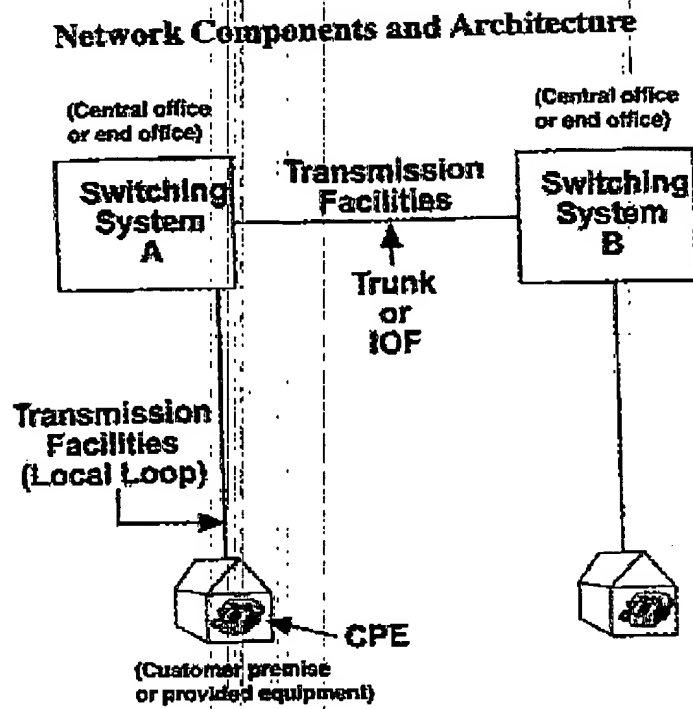 Network Components and Architecture
(Central office
or end office)
(Central office
or end office)
Switching
System
A
Transmission
Facilities
Switching
System
B
Trunk
or
IOF
Transmission
Facilities
(Local Loop)
CPE
(Customer premise
or provided equipment)